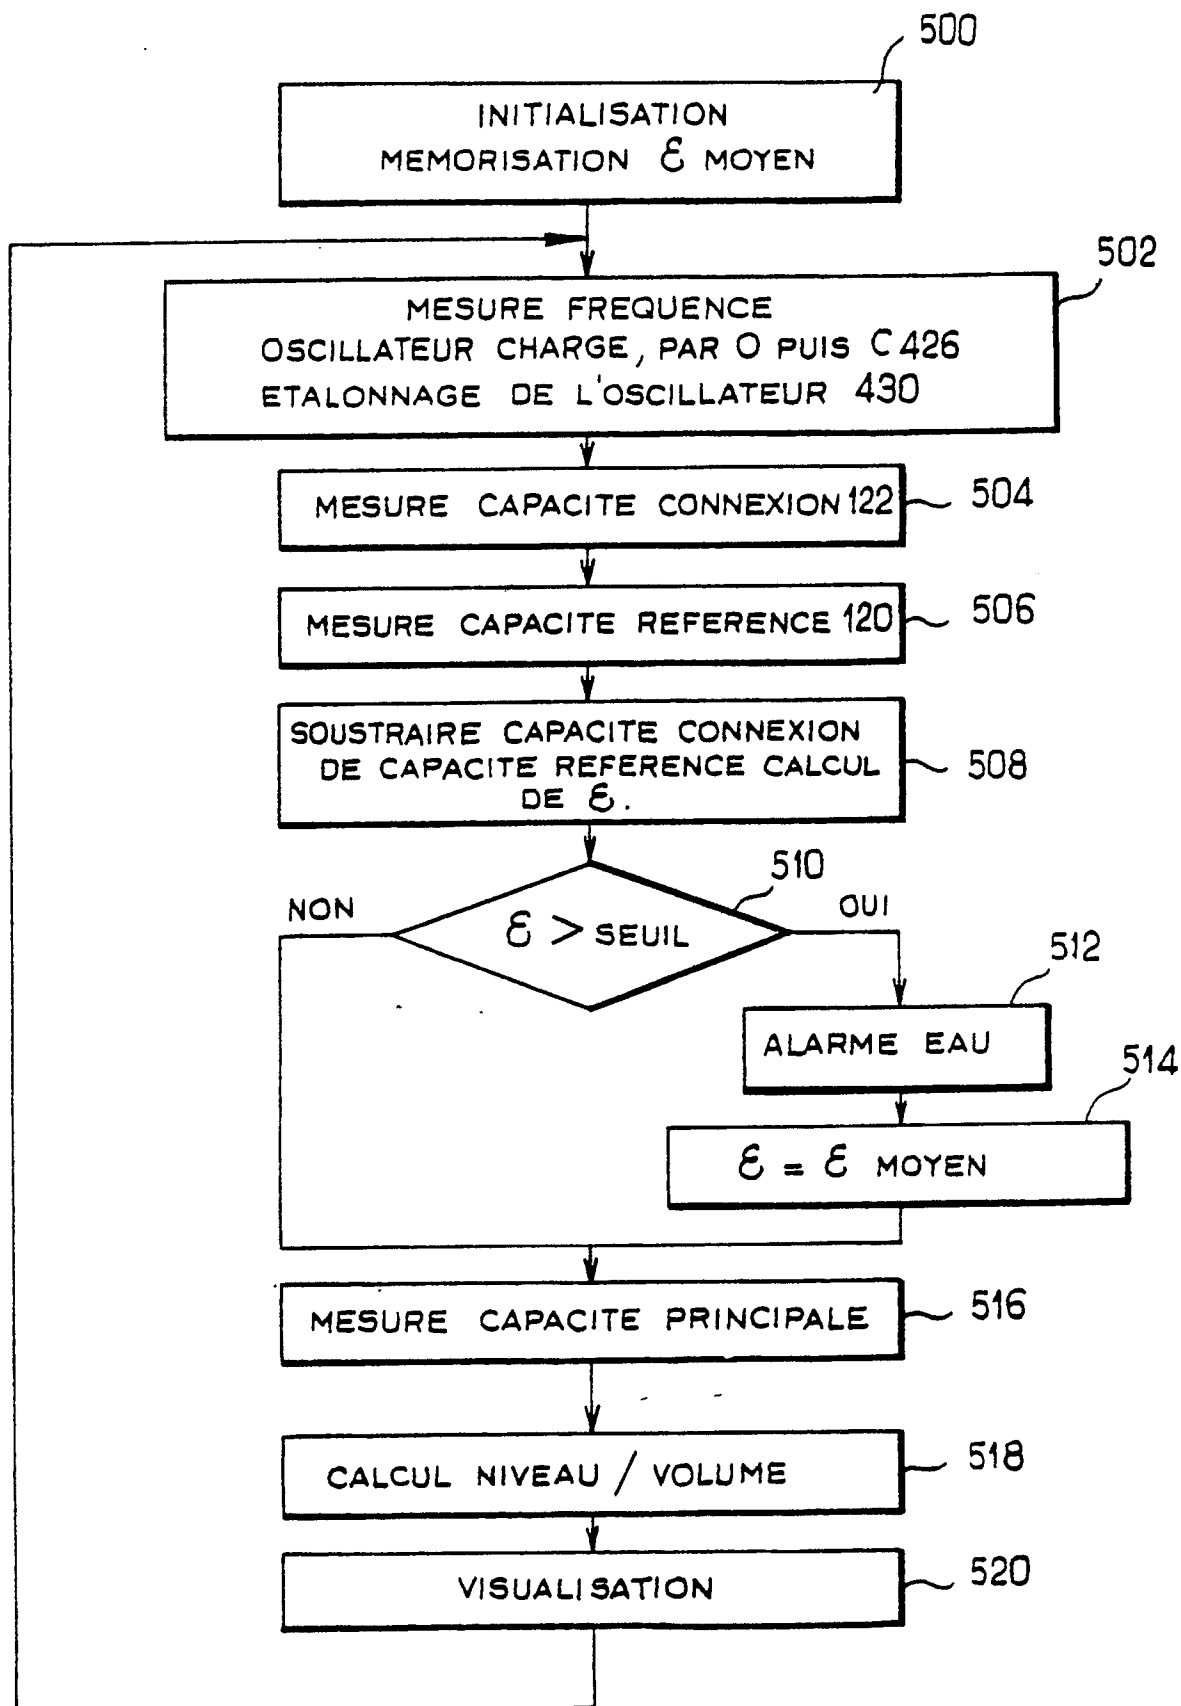 500
INITIALISATION
MEMORISATION ℰ MOYEN
502
MESURE FREQUENCE
OSCILLATEUR CHARGE, PAR O PUIS C 426
ETALONNAGE DE L'OSCILLATEUR 430
MESURE CAPACITE CONNEXION 122
504
MESURE CAPACITE REFERENCE 120
506
SOUSTRAIRE CAPACITE CONNEXION
DE CAPACITE REFERENCE CALCUL
DE ℰ.
508
510
NON
OUI
ℰ > SEUIL
512
ALARME EAU
514
ℰ = ℰ MOYEN
MESURE CAPACITE PRINCIPALE
516
CALCUL NIVEAU / VOLUME
518
VISUALISATION
520